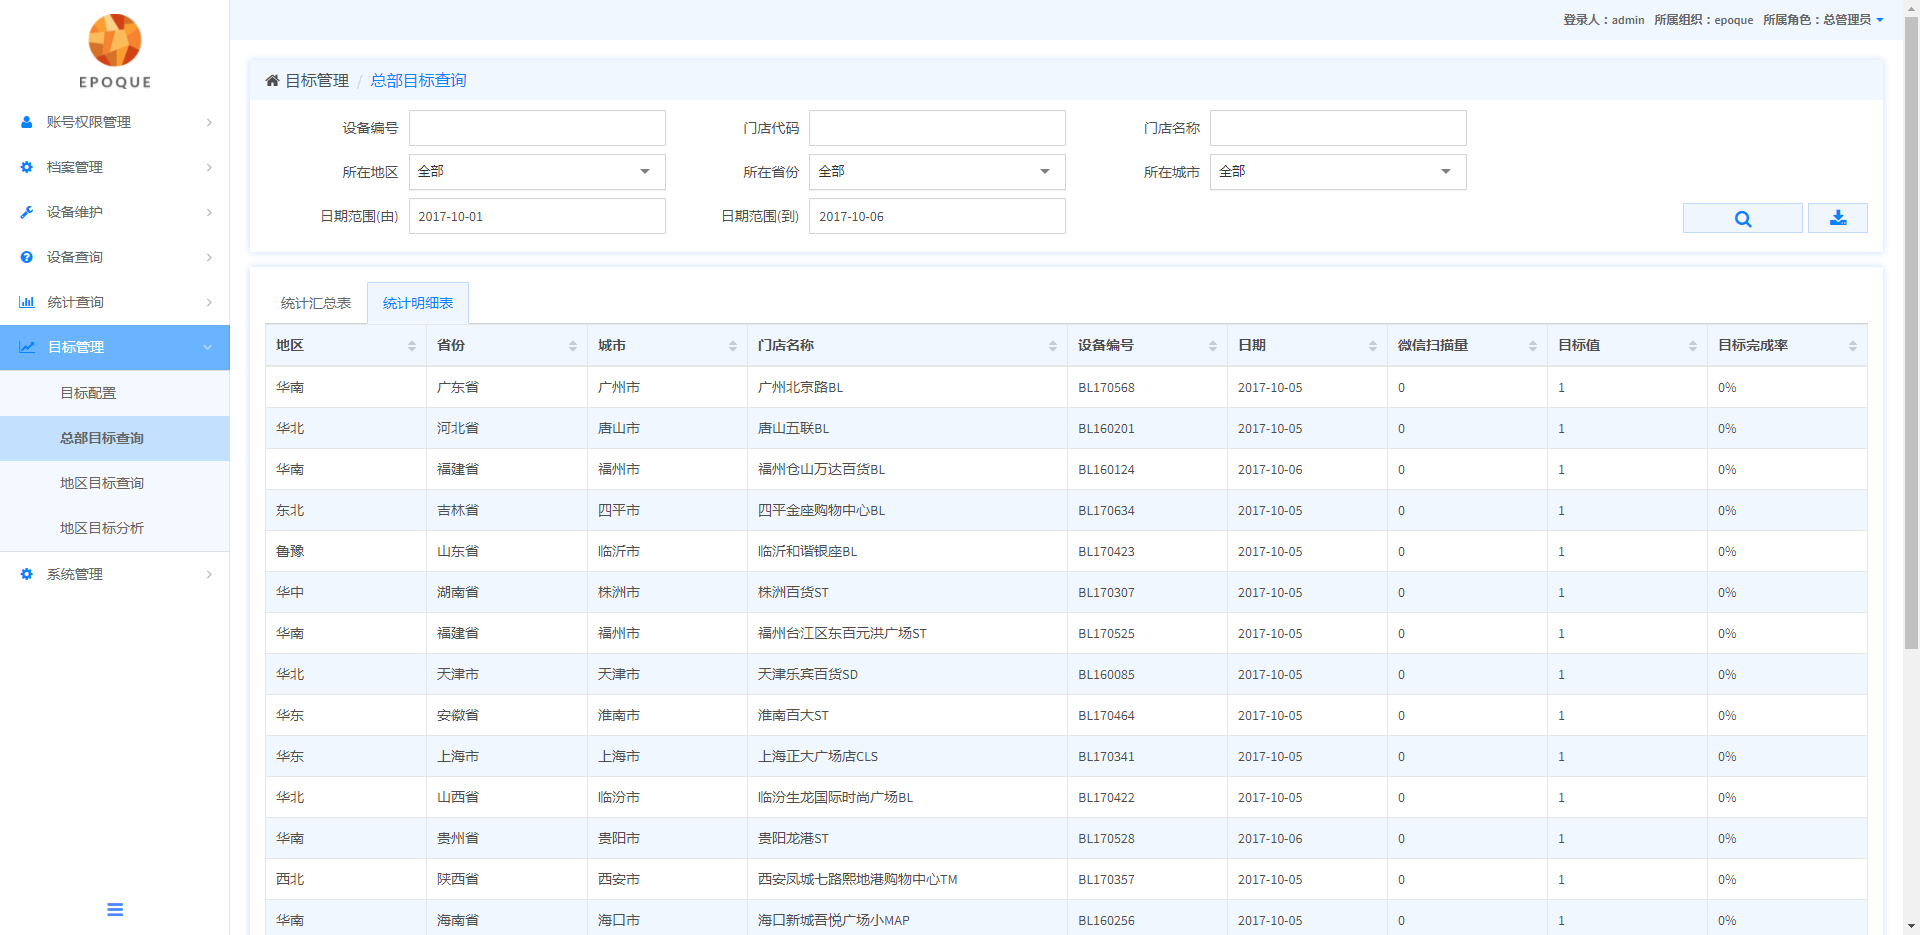 登录人：admin 所属组织：epoque 所属角色：总管理员
EPOQUE
账号权限管理
档案管理
设备维护
设备查询
统计查询
目标管理
目标配置
总部目标查询
地区目标查询
地区目标分析
系统管理
目标管理 / 总部目标查询
设备编号 门店代码 门店名称
所在地区 全部 所在省份 全部 所在城市 全部
日期范围(由) 2017-10-01 日期范围(到) 2017-10-06
统计汇总表 统计明细表
地区 省份 城市 门店名称 设备编号 日期 微信扫描量 目标值 目标完成率
华南 广东省 广州市 广州北京路BL BL170568 2017-10-05 0 1 0%
华北 河北省 唐山市 唐山五联BL BL160201 2017-10-05 0 1 0%
华南 福建省 福州市 福州仓山万达百货BL BL160124 2017-10-06 0 1 0%
东北 吉林省 四平市 四平金座购物中心BL BL170634 2017-10-05 0 1 0%
鲁豫 山东省 临沂市 临沂和谐银座BL BL170423 2017-10-05 0 1 0%
华中 湖南省 株洲市 株洲百货ST BL170307 2017-10-05 0 1 0%
华南 福建省 福州市 福州台江区东百元洪广场ST BL170525 2017-10-05 0 1 0%
华北 天津市 天津市 天津乐宾百货SD BL160085 2017-10-05 0 1 0%
华东 安徽省 淮南市 淮南百大ST BL170464 2017-10-05 0 1 0%
华东 上海市 上海市 上海正大广场店CLS BL170341 2017-10-05 0 1 0%
华北 山西省 临汾市 临汾生龙国际时尚广场BL BL170422 2017-10-05 0 1 0%
华南 贵州省 贵阳市 贵阳龙港ST BL170528 2017-10-06 0 1 0%
西北 陕西省 西安市 西安凤城七路熙地港购物中心TM BL170357 2017-10-05 0 1 0%
华南 海南省 海口市 海口新城吾悦广场小MAP BL160256 2017-10-05 0 1 0%